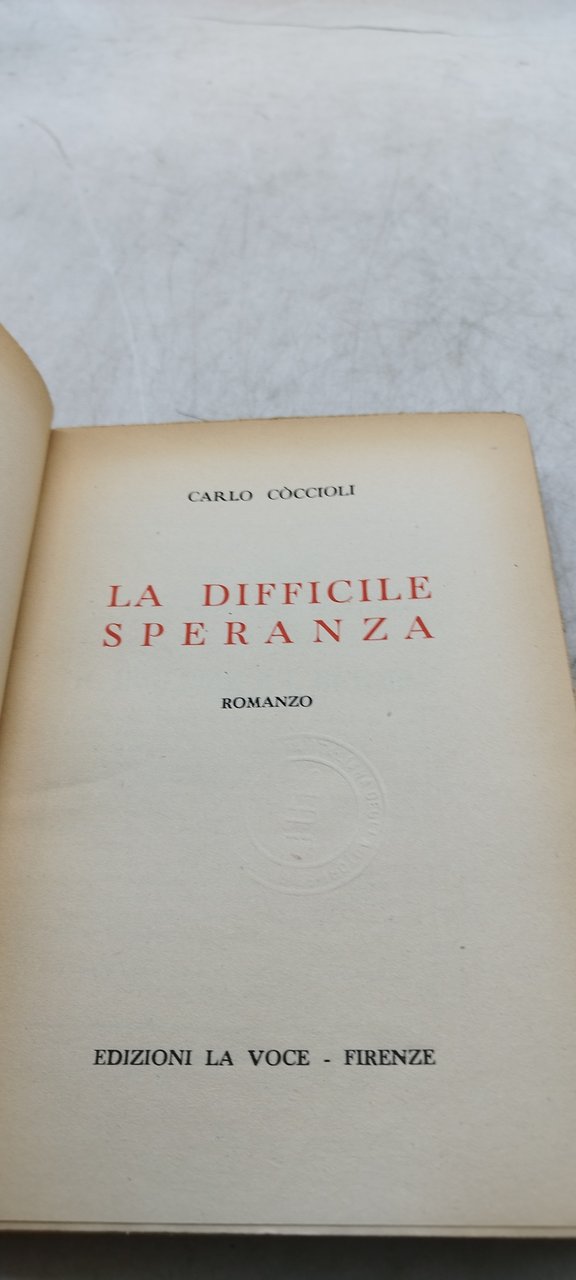 CARLO CÒCCIOLI
LA DIFFICILE
SPERANZA
ROMANZO
EDIZIONI LA VOCE - FIRENZE